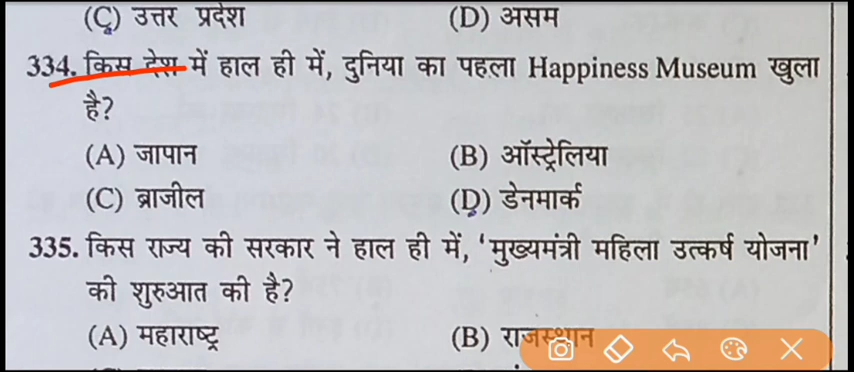 (C) उत्तर प्रदेश (D) असम
334. किस देश में हाल ही में, दुनिया का पहला Happiness Museum खुला
है?
(A) जापान (B) ऑस्ट्रेलिया
(C) ब्राजील (D) डेनमार्क
335. किस राज्य की सरकार ने हाल ही में, 'मुख्यमंत्री महिला उत्कर्ष योजना'
की शुरुआत की है?
(A) महाराष्ट्र (B) राजस्थान